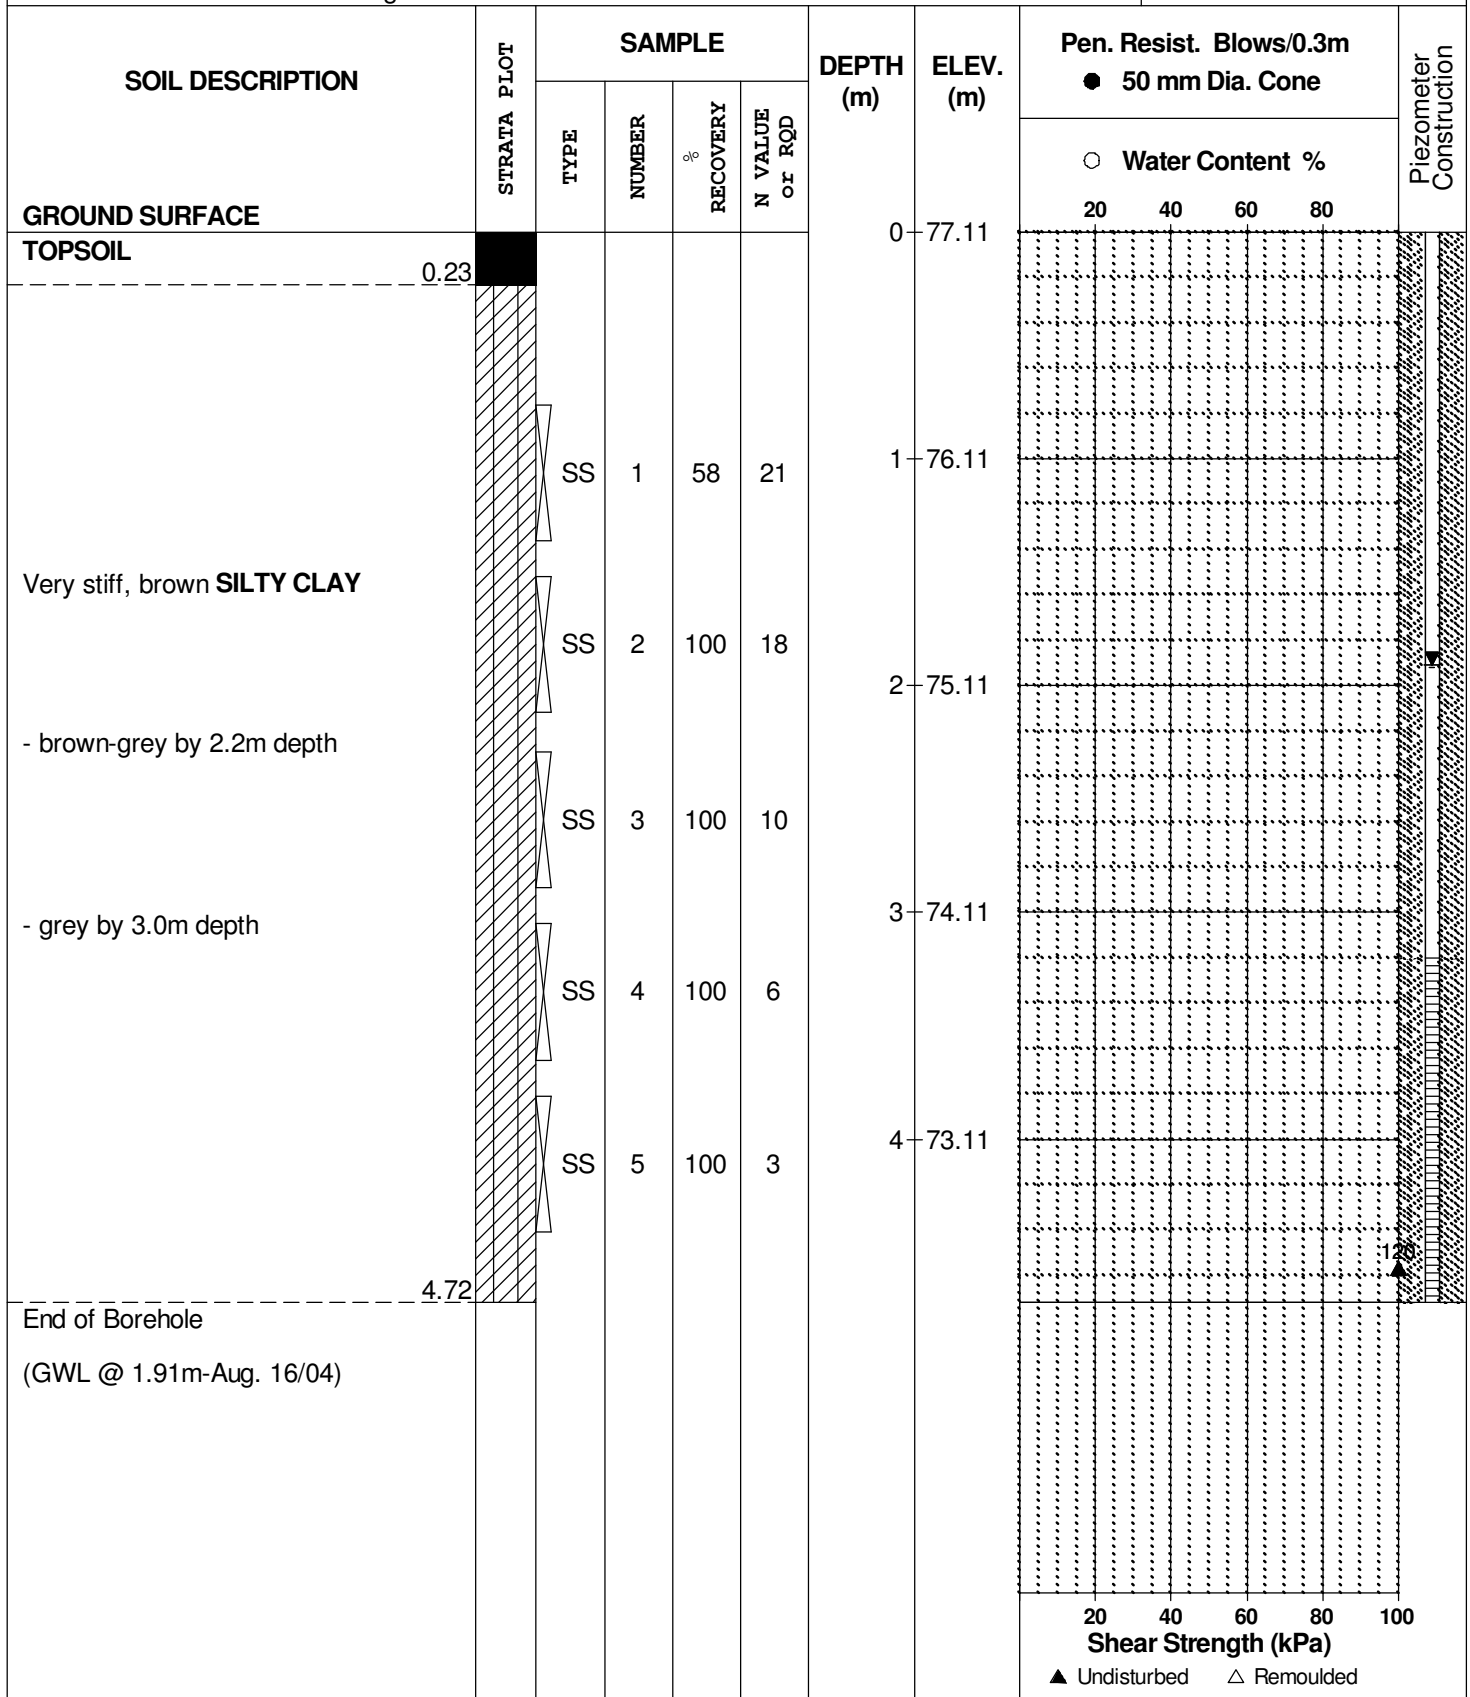 SOIL DESCRIPTION
STRATA PLOT
SAMPLE
TYPE
NUMBER
%
RECOVERY
N VALUE
or RQD
DEPTH
(m)
ELEV.
(m)
Pen. Resist. Blows/0.3m
● 50 mm Dia. Cone
○ Water Content %
20 40 60 80
Piezometer
Construction
GROUND SURFACE
0 77.11
TOPSOIL
0.23
SS 1 58 21
1 76.11
Very stiff, brown SILTY CLAY
SS 2 100 18
2 75.11
- brown-grey by 2.2m depth
SS 3 100 10
3 74.11
- grey by 3.0m depth
SS 4 100 6
4 73.11
SS 5 100 3
120
4.72
End of Borehole
(GWL @ 1.91m-Aug. 16/04)
20 40 60 80 100
Shear Strength (kPa)
▲ Undisturbed △ Remoulded